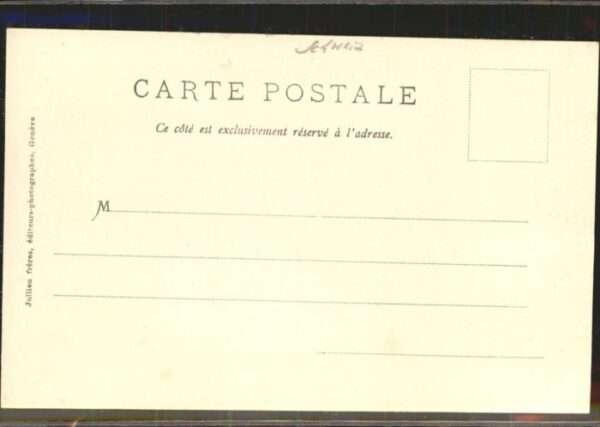 Schweiz
CARTE POSTALE
Ce côté est exclusivement réservé à l'adresse.
M
Jullien frères, éditeurs-photographes, Genève